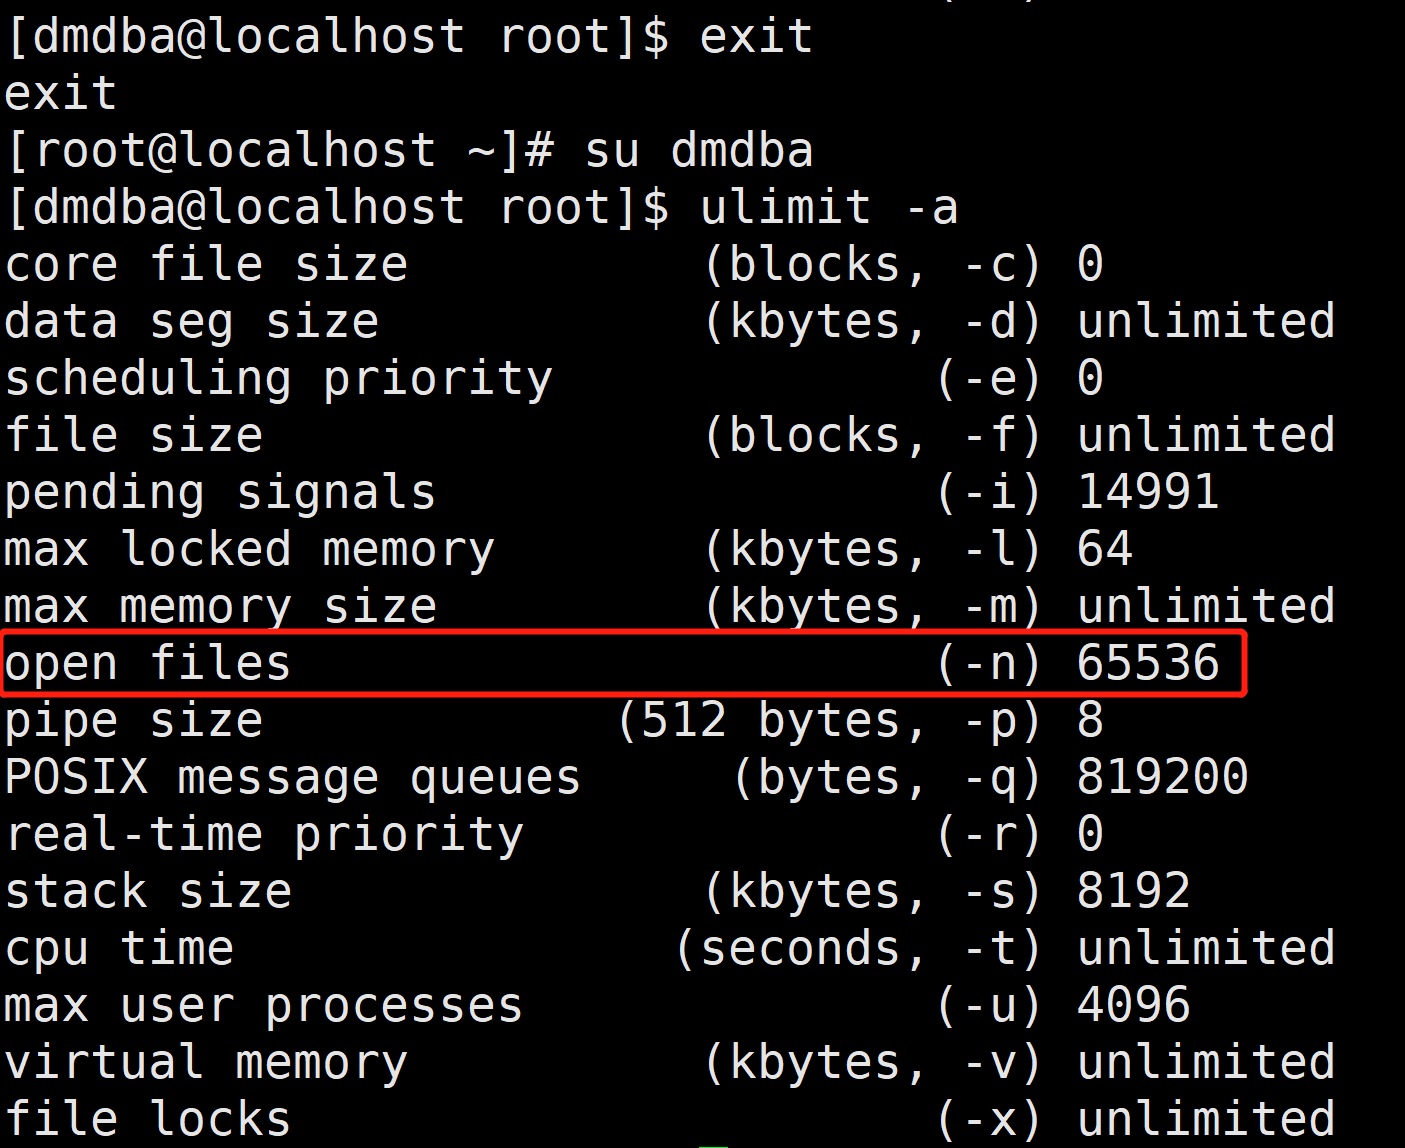 [dmdba@localhost root]$ exit
exit
[root@localhost ~]# su dmdba
[dmdba@localhost root]$ ulimit -a
core file size          (blocks, -c) 0
data seg size           (kbytes, -d) unlimited
scheduling priority             (-e) 0
file size               (blocks, -f) unlimited
pending signals                 (-i) 14991
max locked memory       (kbytes, -l) 64
max memory size         (kbytes, -m) unlimited
open files                      (-n) 65536
pipe size            (512 bytes, -p) 8
POSIX message queues     (bytes, -q) 819200
real-time priority              (-r) 0
stack size              (kbytes, -s) 8192
cpu time               (seconds, -t) unlimited
max user processes              (-u) 4096
virtual memory          (kbytes, -v) unlimited
file locks                      (-x) unlimited